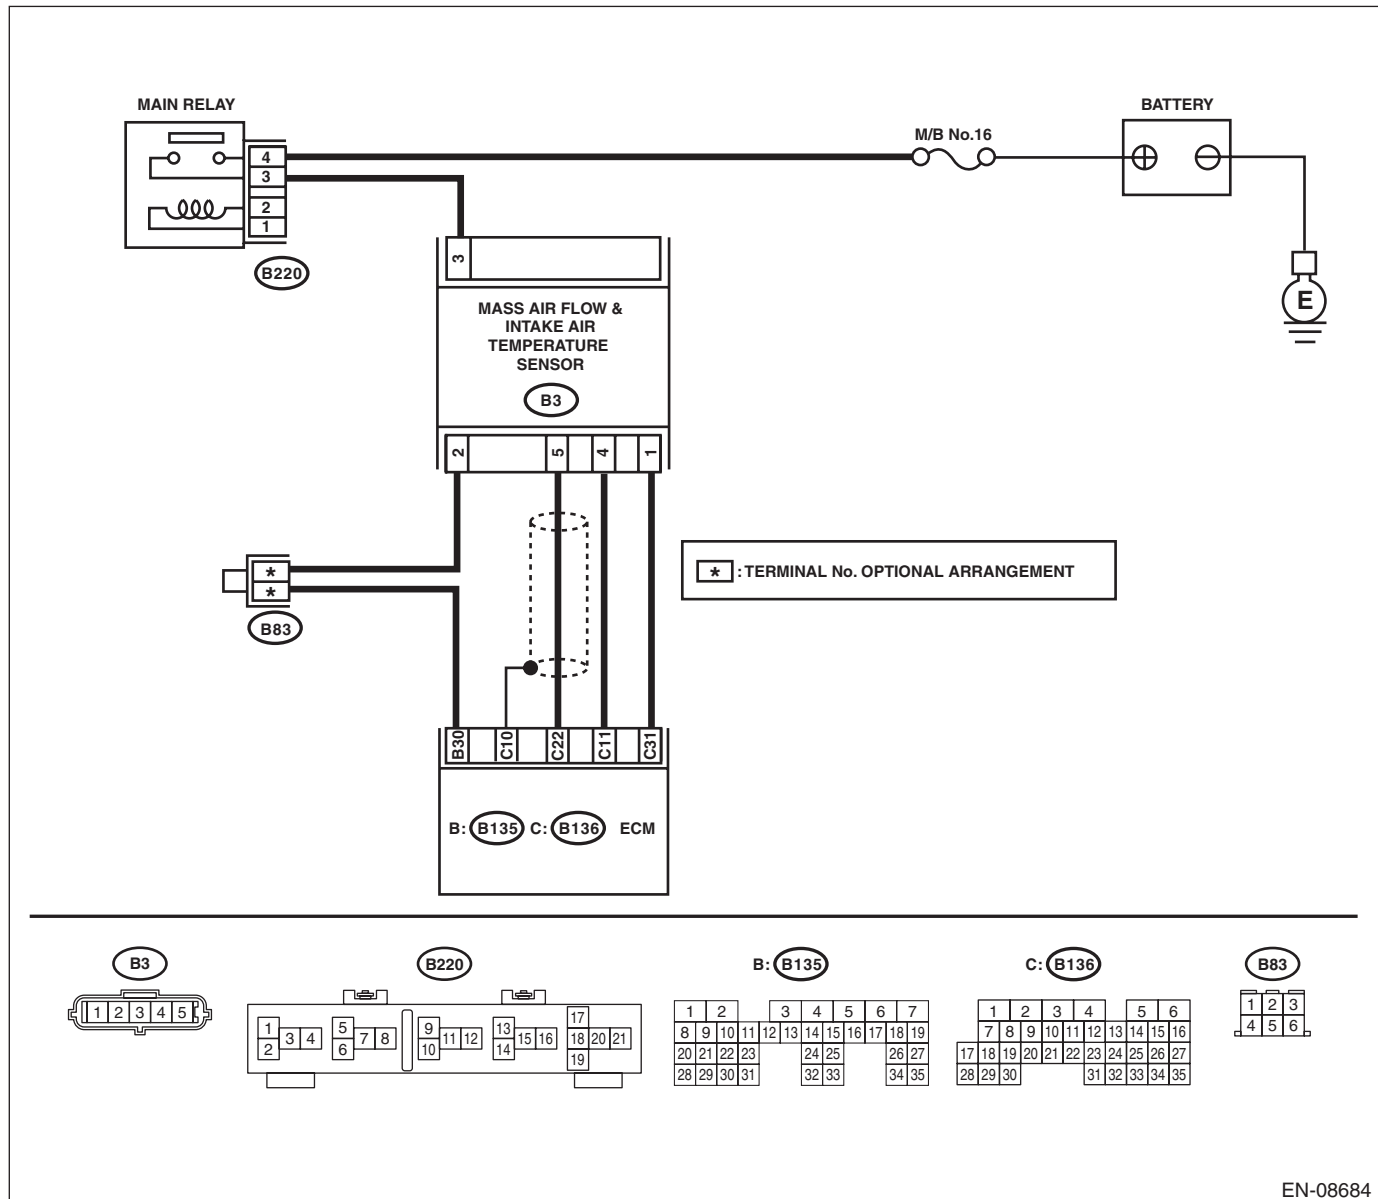 MAIN RELAY
BATTERY
M/B No.16
4
3
2
1
B220
E
3
MASS AIR FLOW &
INTAKE AIR
TEMPERATURE
SENSOR
B3
2 5 4 1
* : TERMINAL No. OPTIONAL ARRANGEMENT
*
*
B83
B30 C10 C22 C11 C31
B: B135 C: B136 ECM
B3
B220
B: B135
C: B136
B83
1 2 3 4 5
1 2 3 4 5 6 7 8 9 10 11 12 13 14 15 16 17 18 19 20 21
1 2 3 4 5 6 7
8 9 10 11 12 13 14 15 16 17 18 19
20 21 22 23 24 25 26 27
28 29 30 31 32 33 34 35
1 2 3 4 5 6
7 8 9 10 11 12 13 14 15 16
17 18 19 20 21 22 23 24 25 26 27
28 29 30 31 32 33 34 35
1 2 3
4 5 6
EN-08684